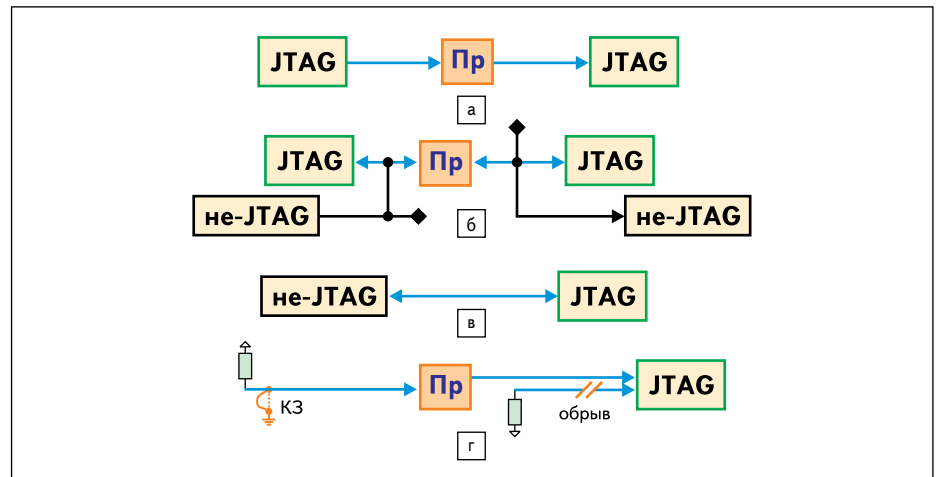 JTAG Пр JTAG
а
JTAG Пр JTAG
не-JTAG не-JTAG
б
не-JTAG JTAG
в
Пр JTAG
КЗ обрыв
г